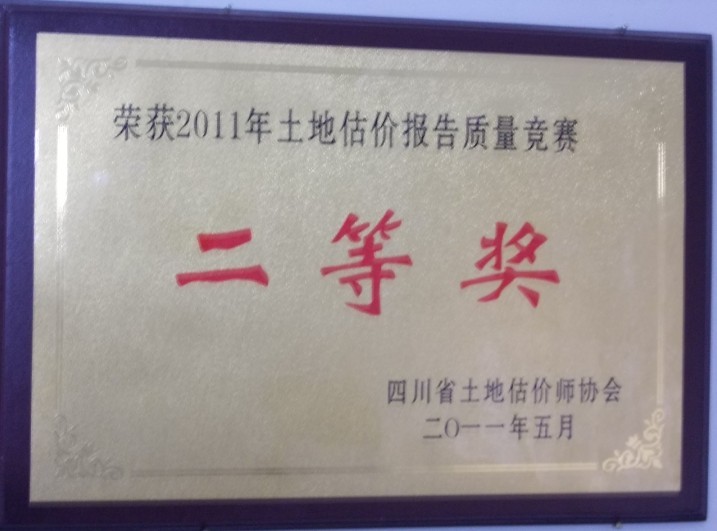 荣获2011年土地估价报告质量竞赛
二等奖
四川省土地估价师协会
二〇一一年五月